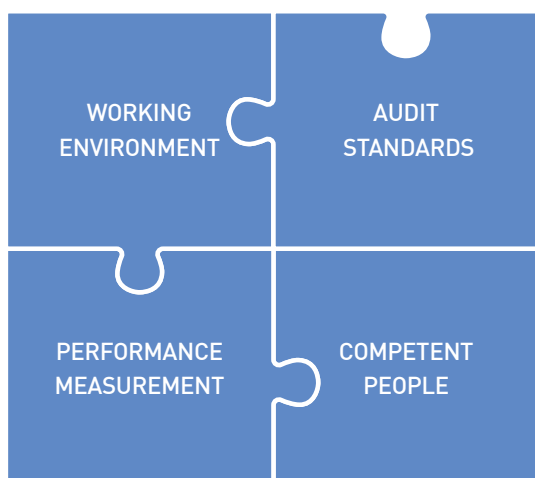 WORKING
ENVIRONMENT
AUDIT
STANDARDS
PERFORMANCE
MEASUREMENT
COMPETENT
PEOPLE